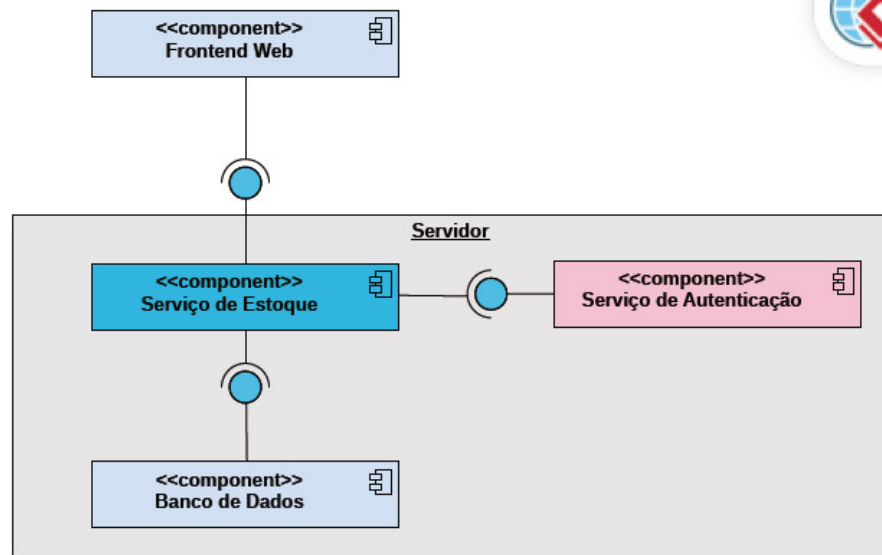 <<component>>
Frontend Web
Servidor
<<component>>
Serviço de Estoque
<<component>>
Serviço de Autenticação
<<component>>
Banco de Dados